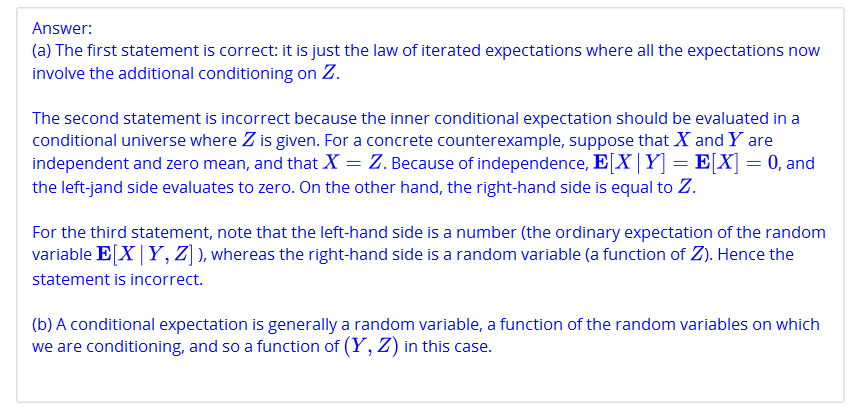 Answer:
(a) The first statement is correct: it is just the law of iterated expectations where all the expectations now
involve the additional conditioning on Z.
The second statement is incorrect because the inner conditional expectation should be evaluated in a
conditional universe where Z is given. For a concrete counterexample, suppose that X and Y are
independent and zero mean, and that X = Z. Because of independence, E[X | Y] = E[X] = 0, and
the left-jand side evaluates to zero. On the other hand, the right-hand side is equal to Z.
For the third statement, note that the left-hand side is a number (the ordinary expectation of the random
variable E[X | Y, Z] ), whereas the right-hand side is a random variable (a function of Z). Hence the
statement is incorrect.
(b) A conditional expectation is generally a random variable, a function of the random variables on which
we are conditioning, and so a function of (Y, Z) in this case.